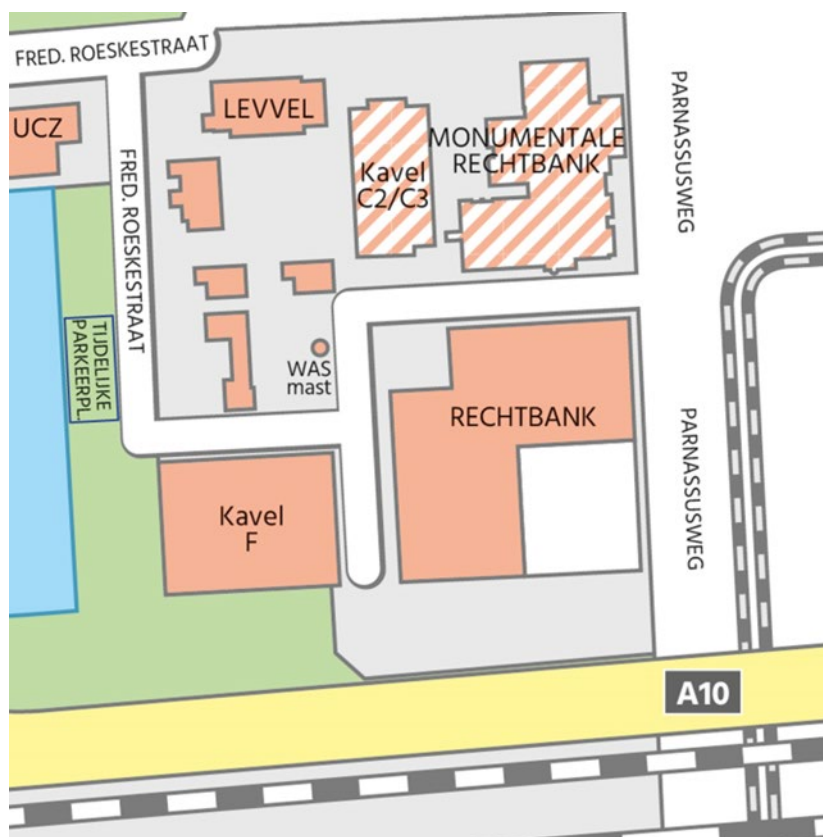 FRED. ROESKESTRAAT
PARNASSUSWEG
LEVVEL
UCZ
MONUMENTALE
RECHTBANK
Kavel
C2/C3
FRED. ROESKESTRAAT
TIJDELIJKE
PARKEERPL.
WAS
mast
RECHTBANK
PARNASSUSWEG
Kavel
F
A10